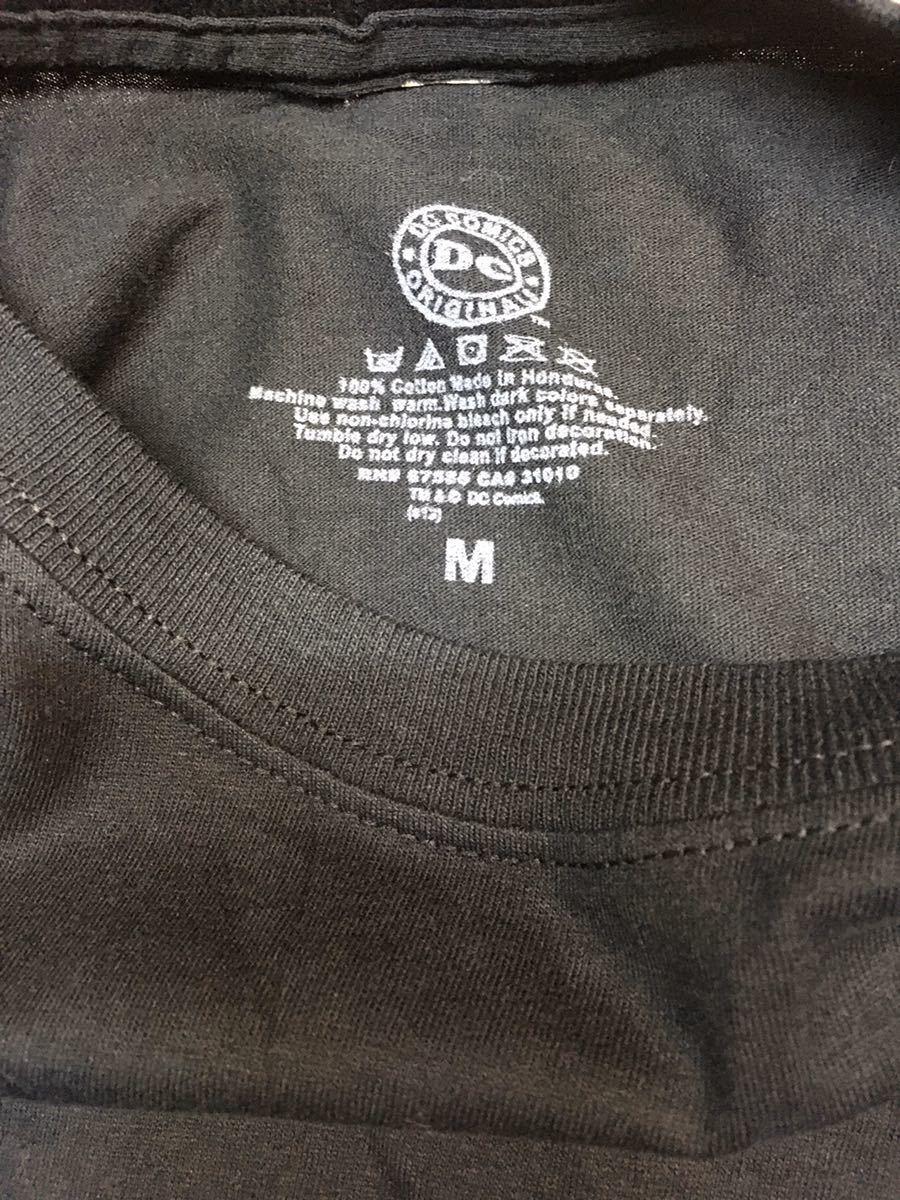 DC COMICS
DC
ORIGINALS
™
100% Cotton Made in Honduras.
Machine wash warm. Wash dark colors separately.
Use non-chlorine bleach only if needed
Tumble dry low. Do not iron decoration.
Do not dry clean if decorated.
RN# CA# 31010
TM & © DC Comics.
M